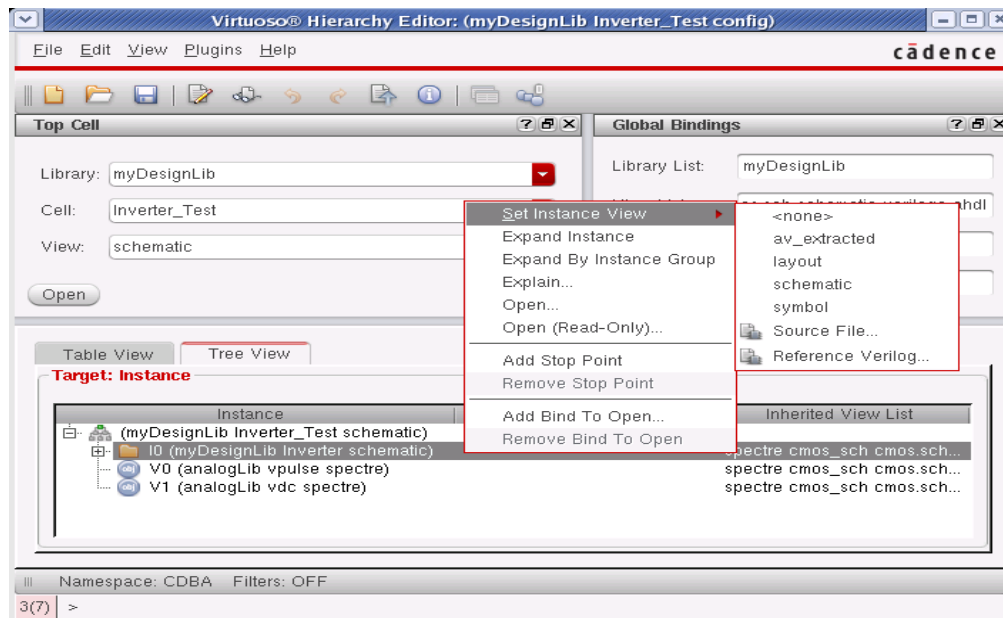 Virtuoso® Hierarchy Editor: (myDesignLib Inverter_Test config)
File Edit View Plugins Help
cādence
Top Cell
Library: myDesignLib
Cell: Inverter_Test
View: schematic
Open
Global Bindings
Library List: myDesignLib
Set Instance View
Expand Instance
Expand By Instance Group
Explain...
Open...
Open (Read-Only)...
Add Stop Point
Remove Stop Point
Add Bind To Open...
Remove Bind To Open
<none>
av_extracted
layout
schematic
symbol
Source File...
Reference Verilog...
Table View Tree View
Target: Instance
Instance Inherited View List
(myDesignLib Inverter_Test schematic)
I0 (myDesignLib Inverter schematic) spectre cmos_sch cmos.sch...
V0 (analogLib vpulse spectre) spectre cmos_sch cmos.sch...
V1 (analogLib vdc spectre) spectre cmos_sch cmos.sch...
Namespace: CDBA Filters: OFF
3(7) >